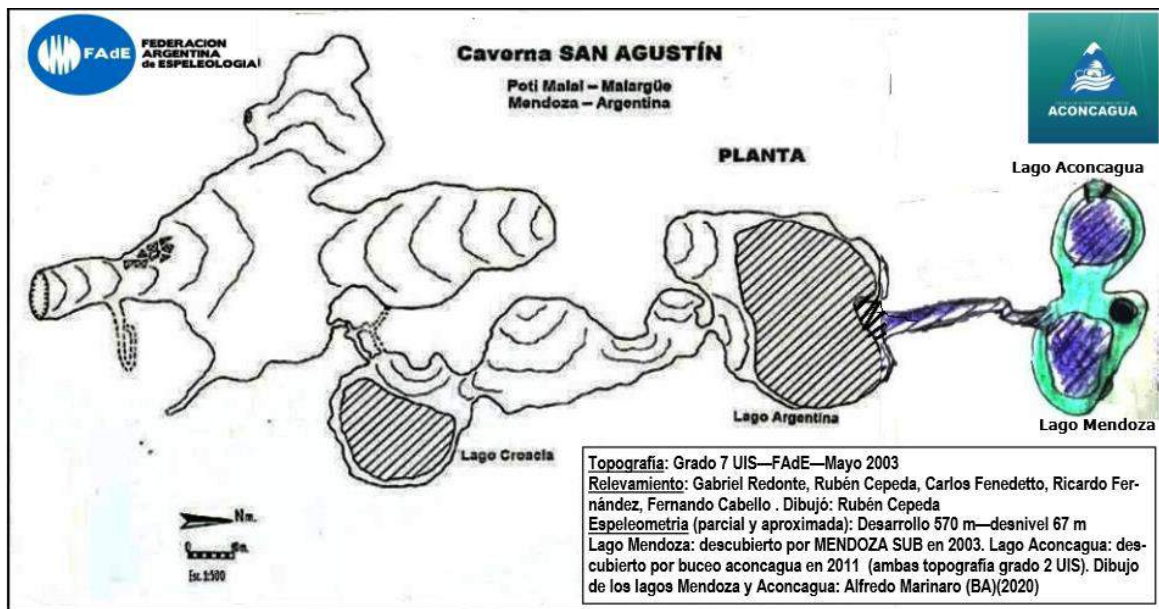 FAdE
FEDERACION
ARGENTINA
de ESPELEOLOGIA
Caverna SAN AGUSTÍN
Poti Malal – Malargüe
Mendoza – Argentina
PLANTA
ACONCAGUA
Lago Aconcagua
Lago Mendoza
Lago Argentina
Lago Croacia
Nm.
0
Esc. 1:500
Topografía: Grado 7 UIS—FAdE—Mayo 2003
Relevamiento: Gabriel Redonte, Rubén Cepeda, Carlos Fenedetto, Ricardo Fer-
nández, Fernando Cabello . Dibujó: Rubén Cepeda
Espeleometria (parcial y aproximada): Desarrollo 570 m—desnivel 67 m
Lago Mendoza: descubierto por MENDOZA SUB en 2003. Lago Aconcagua: des-
cubierto por buceo aconcagua en 2011 (ambas topografía grado 2 UIS). Dibujo
de los lagos Mendoza y Aconcagua: Alfredo Marinaro (BA)(2020)